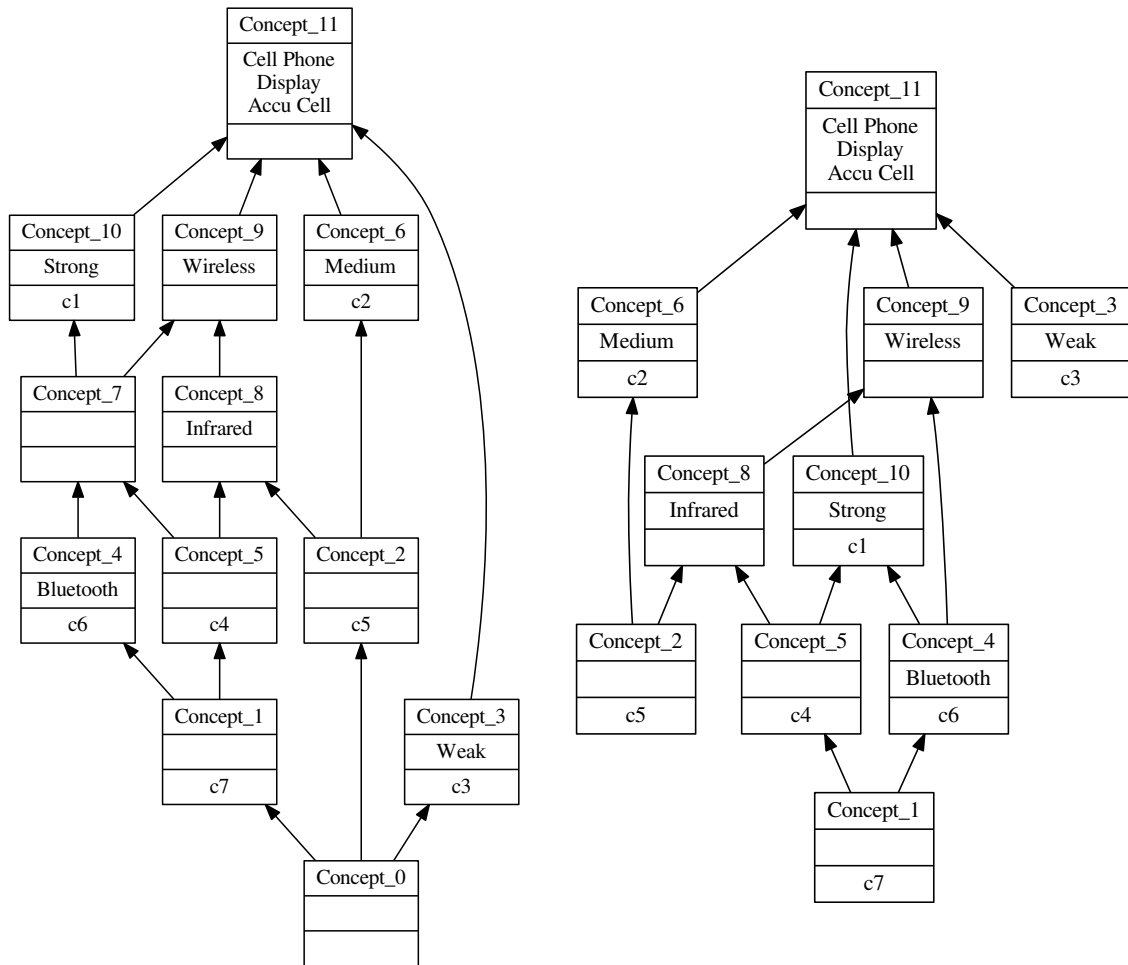 Concept_11
Cell Phone
Display
Accu Cell
Concept_10
Strong
c1
Concept_9
Wireless
Concept_6
Medium
c2
Concept_7
Concept_8
Infrared
Concept_4
Bluetooth
c6
Concept_5
c4
Concept_2
c5
Concept_1
c7
Concept_3
Weak
c3
Concept_0
Concept_11
Cell Phone
Display
Accu Cell
Concept_6
Medium
c2
Concept_9
Wireless
Concept_3
Weak
c3
Concept_8
Infrared
Concept_10
Strong
c1
Concept_2
c5
Concept_5
c4
Concept_4
Bluetooth
c6
Concept_1
c7